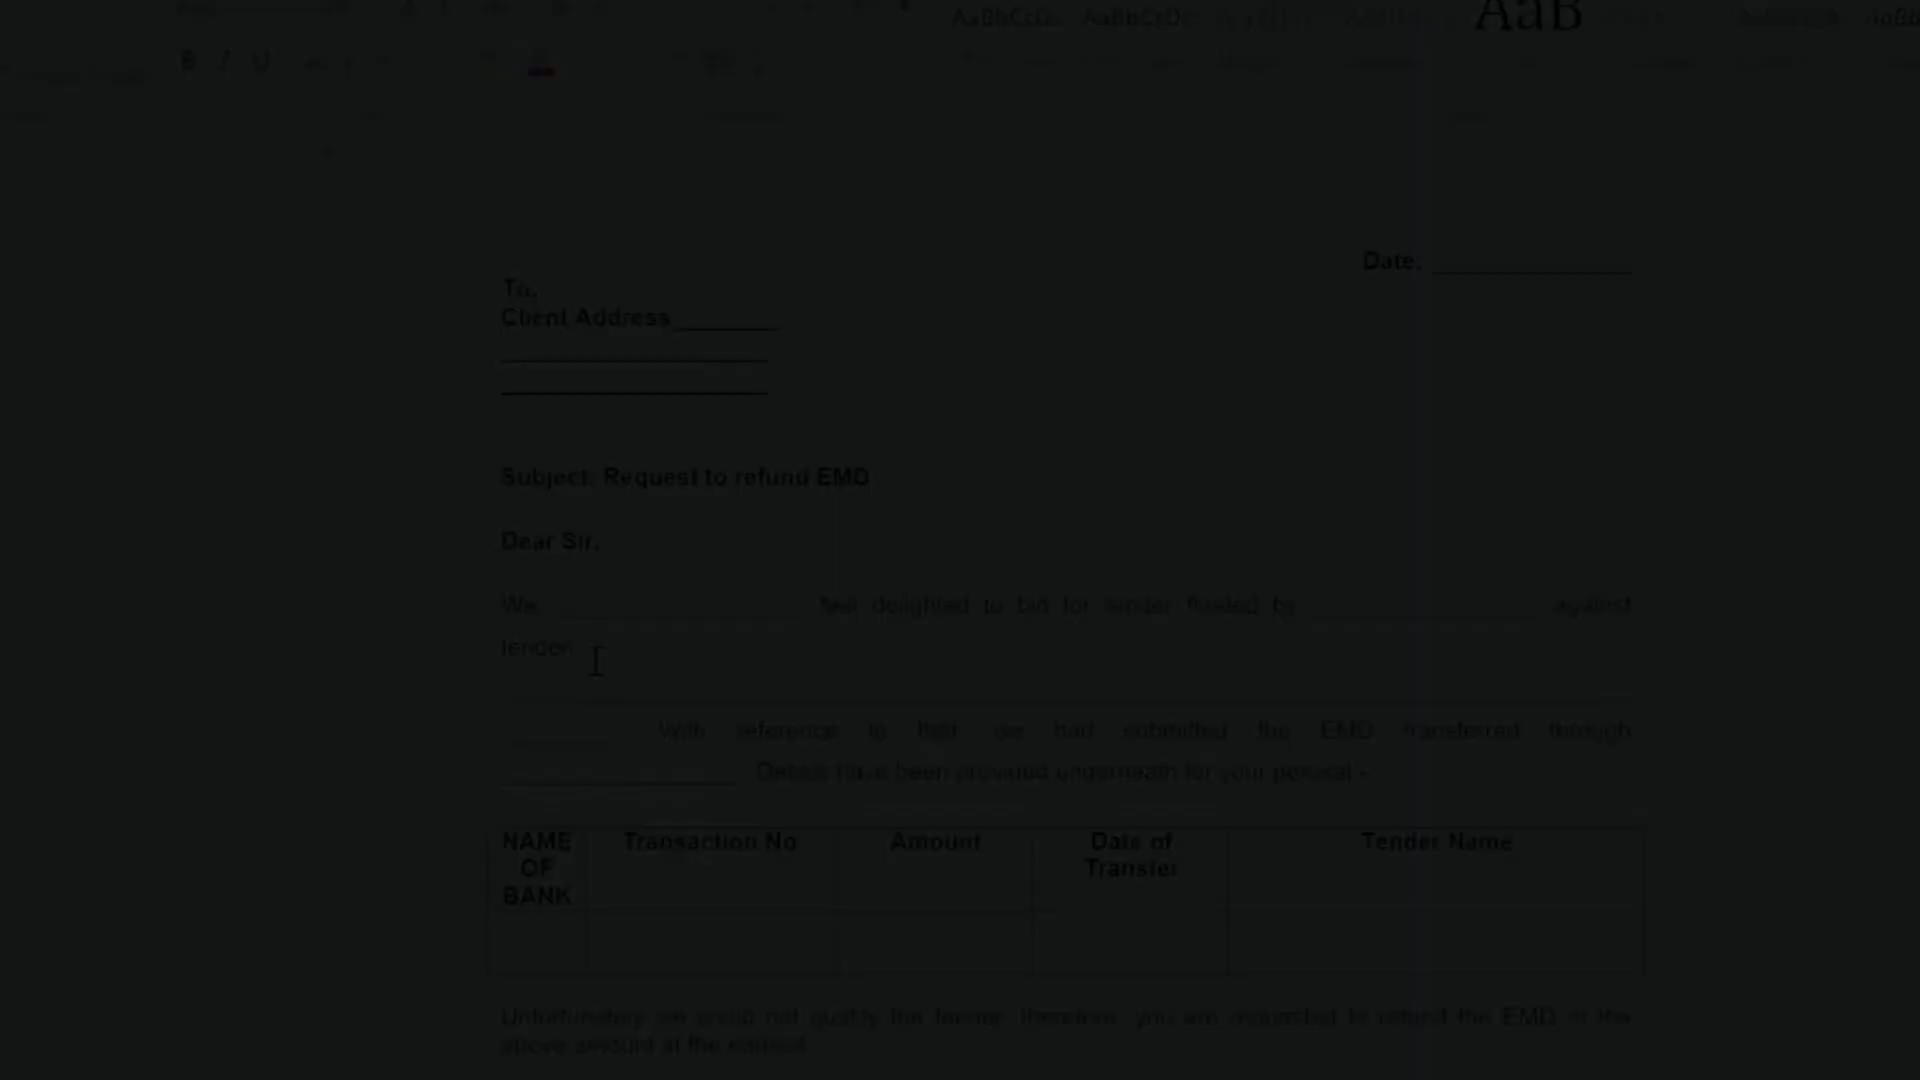 AaBbCcDc AaBbCcDc AaB
B I U
Date:
To,
Client Address
Subject: Request to refund EMD
Dear Sir,
We feel delighted to bid for tender floated by against
tender
With reference to that we had submitted the EMD transferred through
Details have been provided underneath for your perusal -
NAME OF BANK Transaction No Amount Date of Transfer Tender Name
Unfortunately we could not qualify the tender, therefore, you are requested to refund the EMD of the
above amount at the earliest